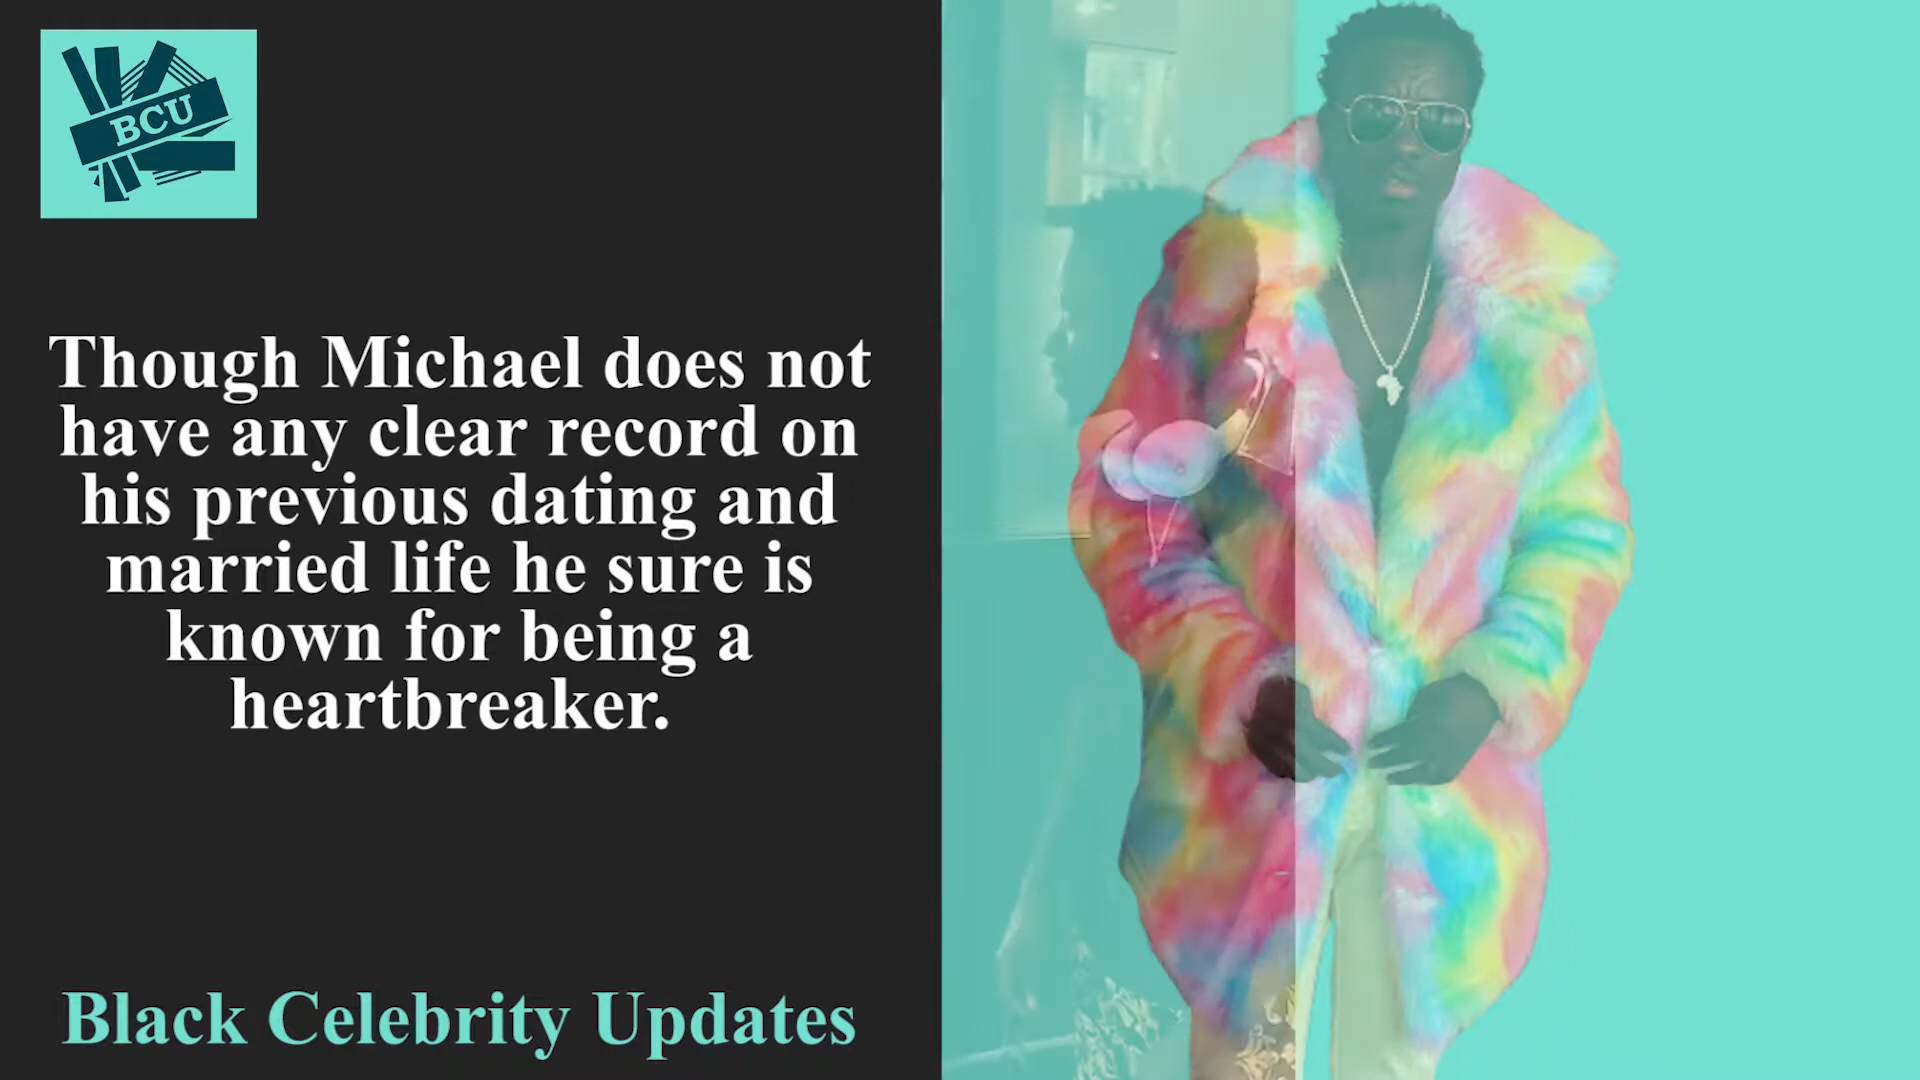 BCU
Though Michael does not
have any clear record on
his previous dating and
married life he sure is
known for being a
heartbreaker.
Black Celebrity Updates